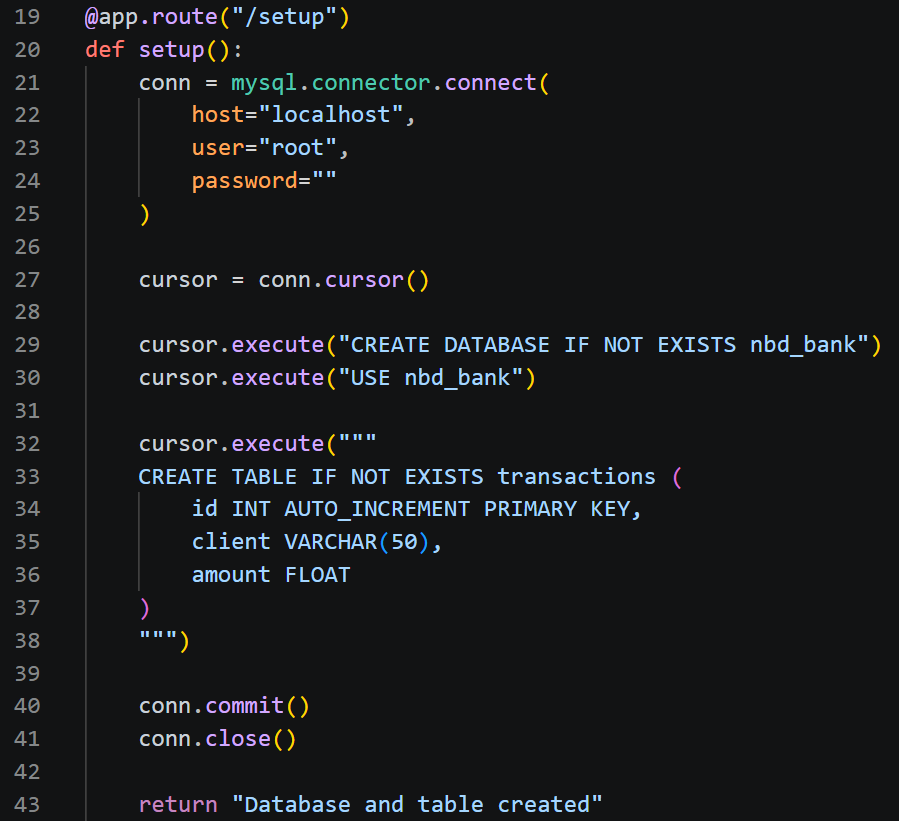 19 @app.route("/setup")
20 def setup():
21     conn = mysql.connector.connect(
22         host="localhost",
23         user="root",
24         password=""
25     )
26
27     cursor = conn.cursor()
28
29     cursor.execute("CREATE DATABASE IF NOT EXISTS nbd_bank")
30     cursor.execute("USE nbd_bank")
31
32     cursor.execute("""
33     CREATE TABLE IF NOT EXISTS transactions (
34         id INT AUTO_INCREMENT PRIMARY KEY,
35         client VARCHAR(50),
36         amount FLOAT
37     )
38     """)
39
40     conn.commit()
41     conn.close()
42
43     return "Database and table created"